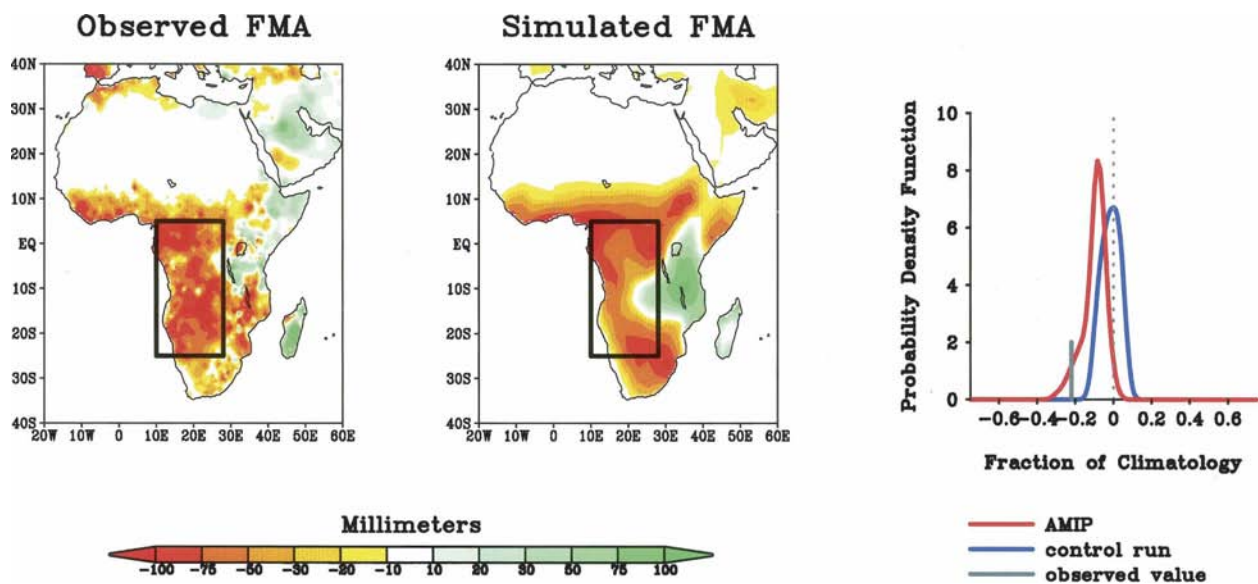 Observed FMA
Simulated FMA
40N
30N
20N
10N
EQ
10S
20S
30S
40S
20W 10W 0 10E 20E 30E 40E 50E 60E
40N
30N
20N
10N
EQ
10S
20S
30S
40S
20W 10W 0 10E 20E 30E 40E 50E 60E
Probability Density Function
10
8
6
4
2
0
-0.6 -0.4 -0.2 0 0.2 0.4 0.6
Fraction of Climatology
Millimeters
-100 -75 -50 -30 -20 -10 10 20 30 50 75 100
AMIP
control run
observed value